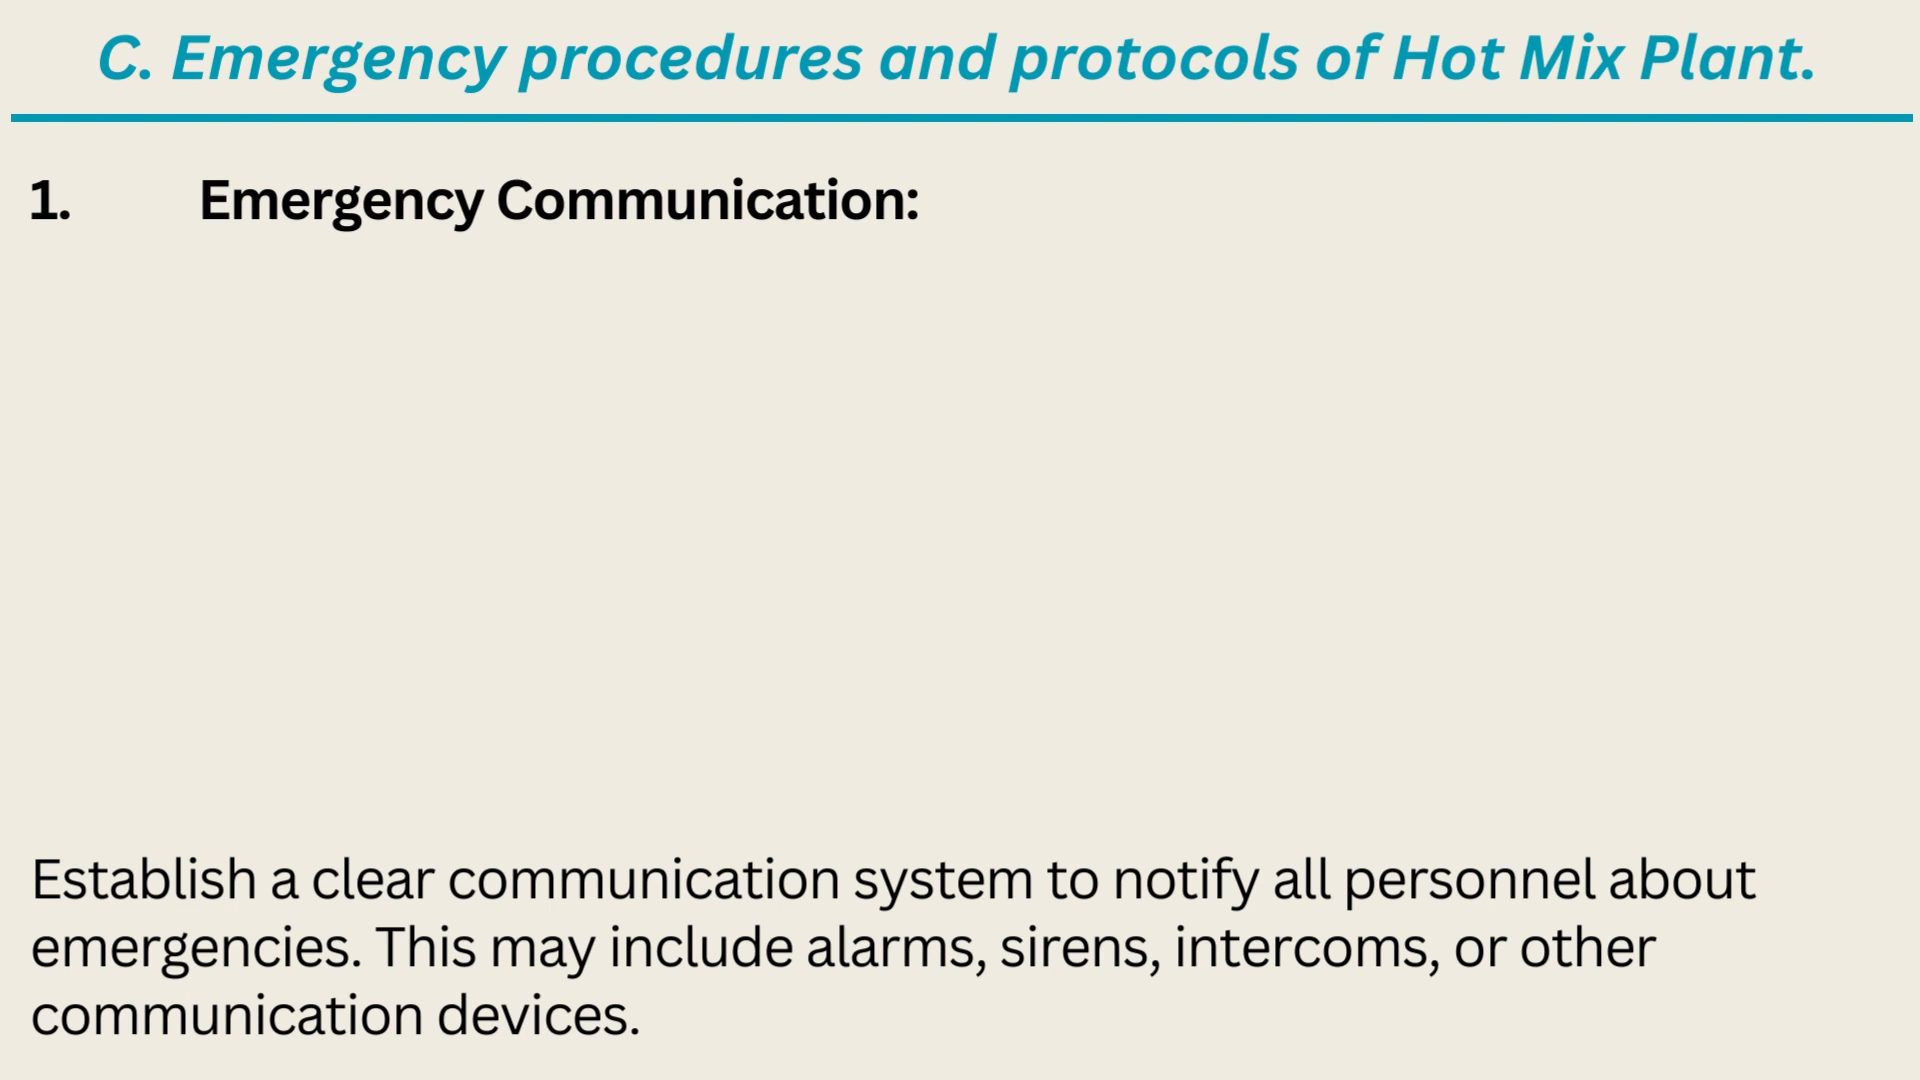 C. Emergency procedures and protocols of Hot Mix Plant.
1. Emergency Communication:
Establish a clear communication system to notify all personnel about
emergencies. This may include alarms, sirens, intercoms, or other
communication devices.